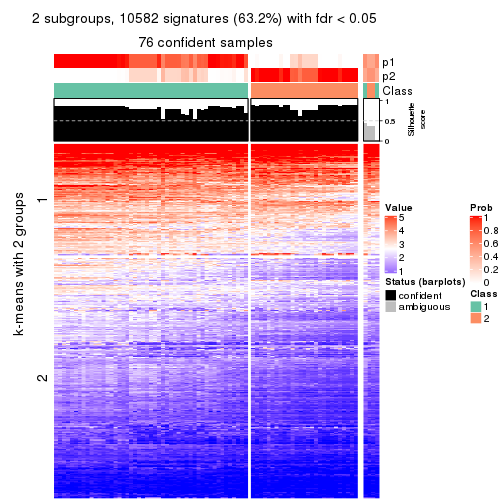 2 subgroups, 10582 signatures (63.2%) with fdr < 0.05
76 confident samples
p1
p2
Class
1
0.5
0
Silhouette
score
k-means with 2 groups
1
2
Value
5
4
3
2
1
Prob
1
0.8
0.6
0.4
0.2
0
Status (barplots)
confident
ambiguous
Class
1
2